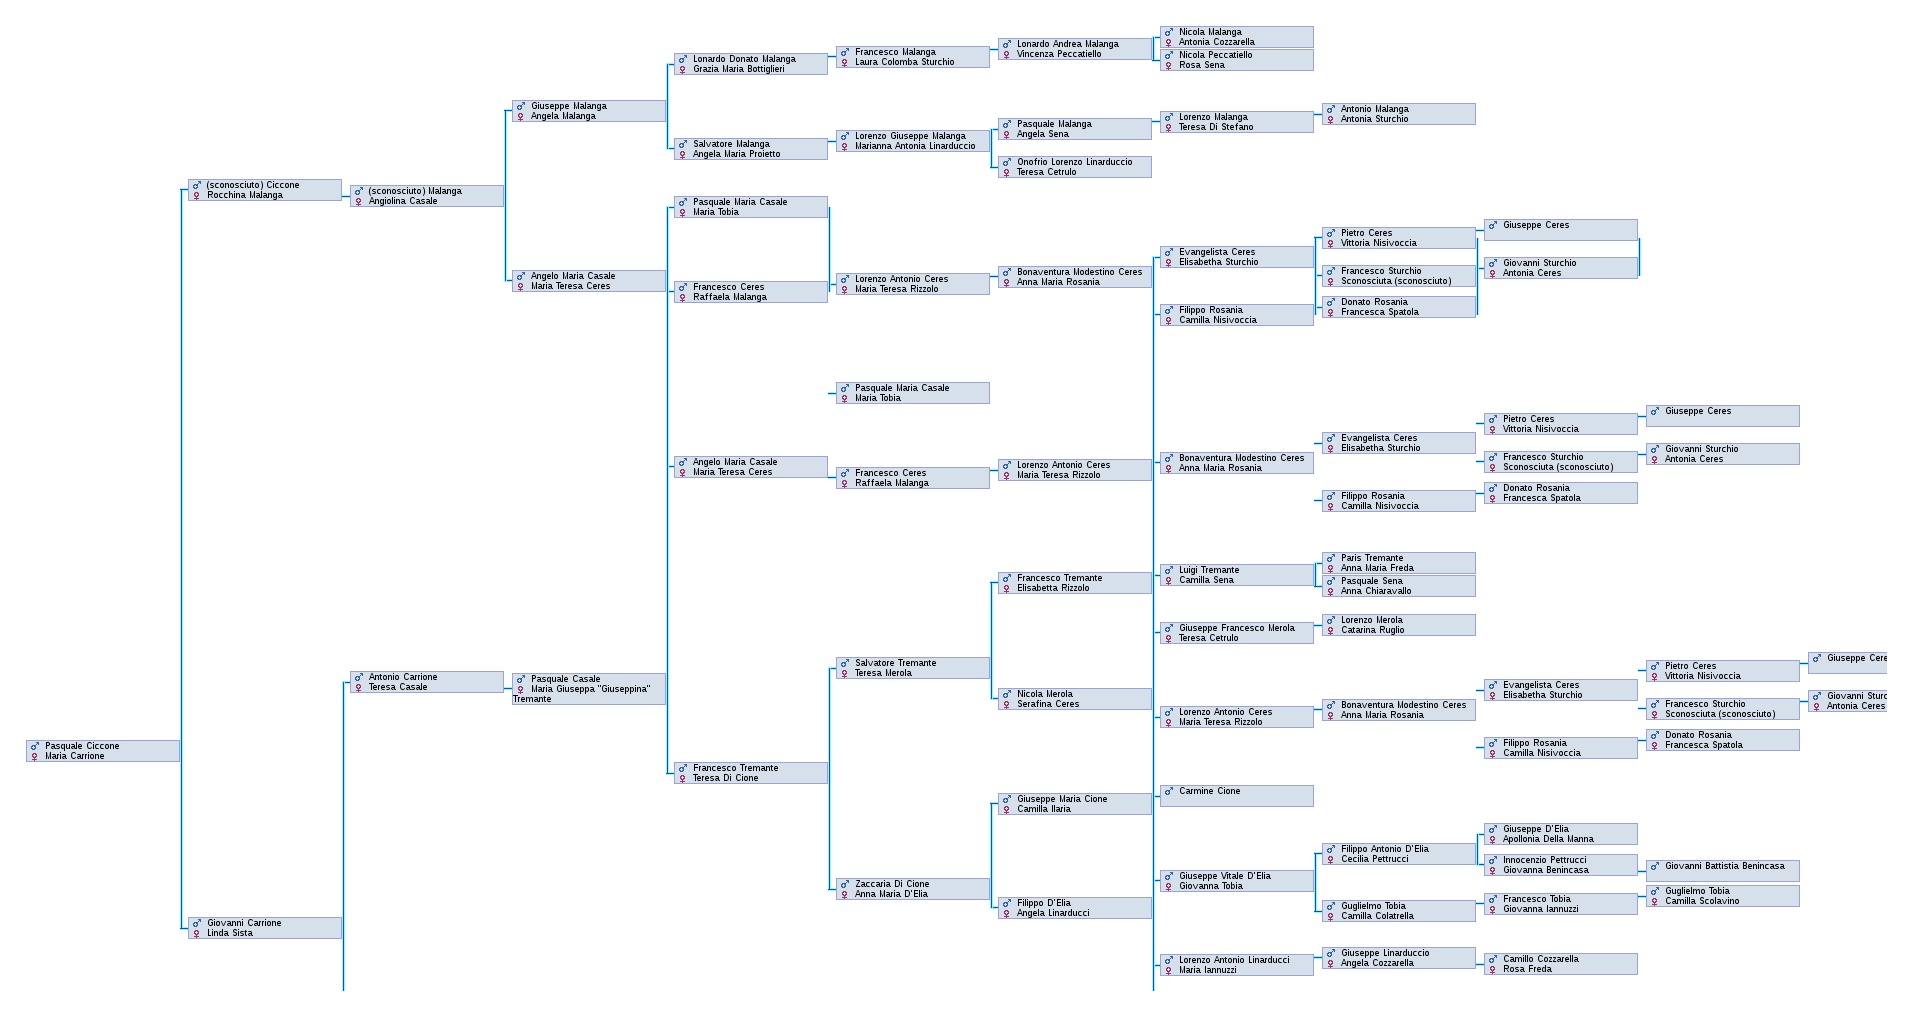 Pasquale Ciccone
Maria Carrione
(sconosciuto) Ciccone
Rocchina Malanga
Giovanni Carrione
Linda Sista
(sconosciuto) Malanga
Angiolina Casale
Antonio Carrione
Teresa Casale
Giuseppe Malanga
Angela Malanga
Angelo Maria Casale
Maria Teresa Ceres
Pasquale Casale
Maria Giuseppa "Giuseppina"
Tremante
Lonardo Donato Malanga
Grazia Maria Bottiglieri
Salvatore Malanga
Angela Maria Proietto
Pasquale Maria Casale
Maria Tobia
Francesco Ceres
Raffaela Malanga
Angelo Maria Casale
Maria Teresa Ceres
Francesco Tremante
Teresa Di Cione
Francesco Malanga
Laura Colomba Sturchio
Lorenzo Giuseppe Malanga
Marianna Antonia Linarduccio
Lorenzo Antonio Ceres
Maria Teresa Rizzolo
Pasquale Maria Casale
Maria Tobia
Francesco Ceres
Raffaela Malanga
Salvatore Tremante
Teresa Merola
Zaccaria Di Cione
Anna Maria D'Elia
Lonardo Andrea Malanga
Vincenza Peccatiello
Pasquale Malanga
Angela Sena
Onofrio Lorenzo Linarduccio
Teresa Cetrulo
Bonaventura Modestino Ceres
Anna Maria Rosania
Lorenzo Antonio Ceres
Maria Teresa Rizzolo
Francesco Tremante
Elisabetta Rizzolo
Nicola Merola
Serafina Ceres
Giuseppe Maria Cione
Camilla Ilaria
Filippo D'Elia
Angela Linarducci
Nicola Malanga
Antonia Cozzarella
Nicola Peccatiello
Rosa Sena
Lorenzo Malanga
Teresa Di Stefano
Evangelista Ceres
Elisabetha Sturchio
Filippo Rosania
Camilla Nisivoccia
Bonaventura Modestino Ceres
Anna Maria Rosania
Luigi Tremante
Camilla Sena
Giuseppe Francesco Merola
Teresa Cetrulo
Lorenzo Antonio Ceres
Maria Teresa Rizzolo
Carmine Cione
Giuseppe Vitale D'Elia
Giovanna Tobia
Lorenzo Antonio Linarducci
Maria Iannuzzi
Antonio Malanga
Antonia Sturchio
Pietro Ceres
Vittoria Nisivoccia
Francesco Sturchio
Sconosciuta (sconosciuto)
Donato Rosania
Francesca Spatola
Evangelista Ceres
Elisabetha Sturchio
Filippo Rosania
Camilla Nisivoccia
Paris Tremante
Anna Maria Freda
Pasquale Sena
Anna Chiaravallo
Lorenzo Merola
Catarina Ruglio
Bonaventura Modestino Ceres
Anna Maria Rosania
Filippo Antonio D'Elia
Cecilia Pettrucci
Guglielmo Tobia
Camilla Colatrella
Giuseppe Linarduccio
Angela Cozzarella
Giuseppe Ceres
Giovanni Sturchio
Antonia Ceres
Pietro Ceres
Vittoria Nisivoccia
Francesco Sturchio
Sconosciuta (sconosciuto)
Donato Rosania
Francesca Spatola
Evangelista Ceres
Elisabetha Sturchio
Filippo Rosania
Camilla Nisivoccia
Giuseppe D'Elia
Apollonia Della Manna
Innocenzio Pettrucci
Giovanna Benincasa
Francesco Tobia
Giovanna Iannuzzi
Camillo Cozzarella
Rosa Freda
Giuseppe Ceres
Giovanni Sturchio
Antonia Ceres
Pietro Ceres
Vittoria Nisivoccia
Francesco Sturchio
Sconosciuta (sconosciuto)
Donato Rosania
Francesca Spatola
Giovanni Battistia Benincasa
Guglielmo Tobia
Camilla Scolavino
Giuseppe Cere
Giovanni Sturc
Antonia Ceres